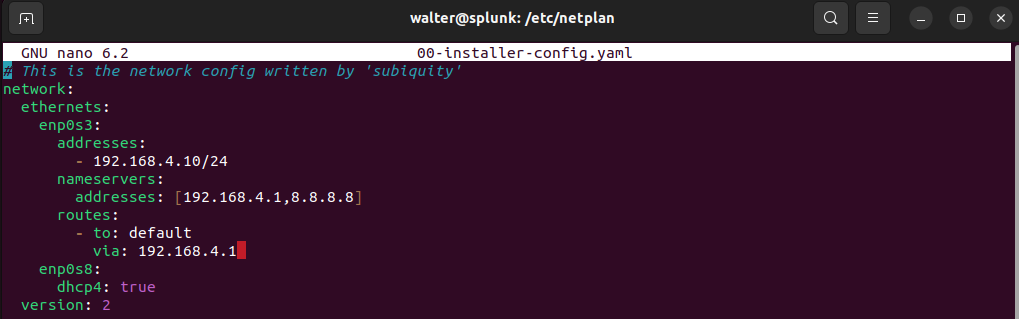 walter@splunk: /etc/netplan
GNU nano 6.2 00-installer-config.yaml
# This is the network config written by 'subiquity'
network:
  ethernets:
    enp0s3:
      addresses:
        - 192.168.4.10/24
      nameservers:
        addresses: [192.168.4.1,8.8.8.8]
      routes:
        - to: default
          via: 192.168.4.1
    enp0s8:
      dhcp4: true
  version: 2